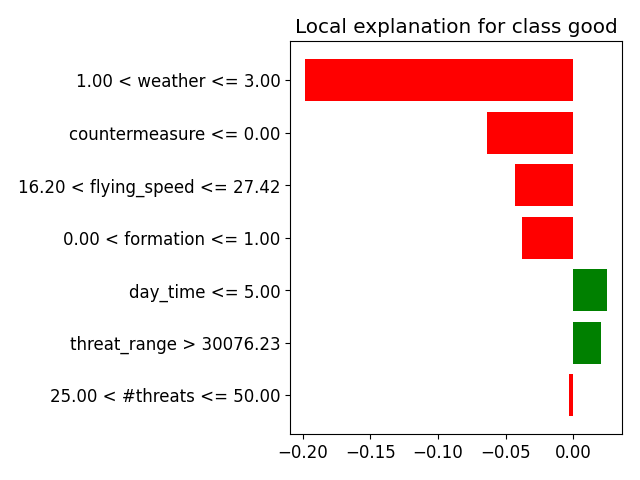 Local explanation for class good
1.00 < weather <= 3.00
countermeasure <= 0.00
16.20 < flying_speed <= 27.42
0.00 < formation <= 1.00
day_time <= 5.00
threat_range > 30076.23
25.00 < #threats <= 50.00
−0.20 −0.15 −0.10 −0.05 0.00